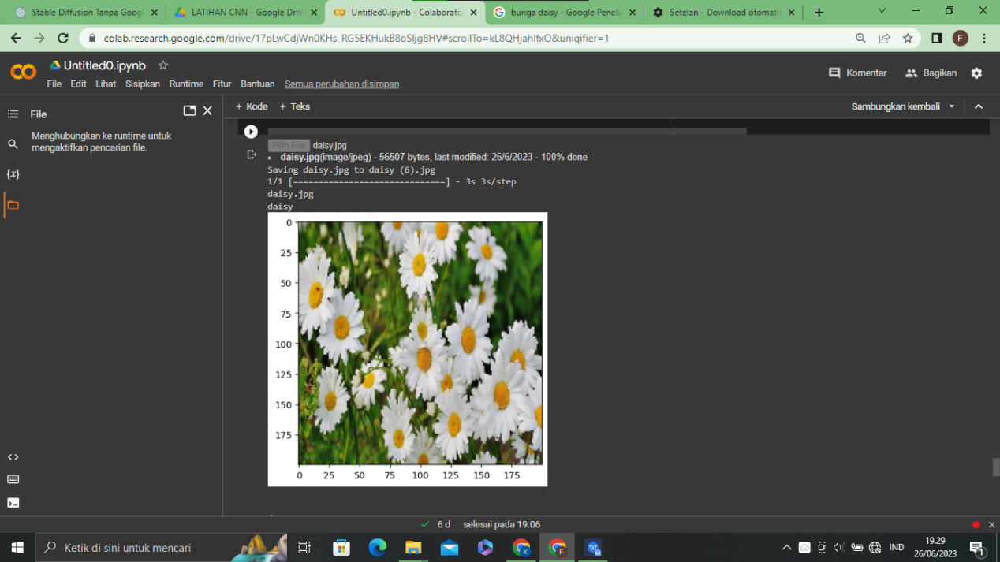 Stable Diffusion Tanpa Googl
LATIHAN CNN - Google Drive
Untitled0.ipynb - Colaborato
bunga daisy - Google Penelu
Setelan - Download otomatis
colab.research.google.com/drive/17pLwCdjWn0KHs_RG5EKHukB8oSljg8HV#scrollTo=kL8QHjahIfxO&uniqifier=1
F
Untitled0.ipynb
File Edit Lihat Sisipkan Runtime Fitur Bantuan Semua perubahan disimpan
Komentar Bagikan
File
+ Kode + Teks
Sambungkan kembali
Menghubungkan ke runtime untuk
mengaktifkan pencarian file.
{x}
Pilih File daisy.jpg
• daisy.jpg(image/jpeg) - 56507 bytes, last modified: 26/6/2023 - 100% done
Saving daisy.jpg to daisy (6).jpg
1/1 [==============================] - 3s 3s/step
daisy.jpg
daisy
0
25
50
75
100
125
150
175
0 25 50 75 100 125 150 175
6 d selesai pada 19.06
Ketik di sini untuk mencari
K
F
IND
19.29
26/06/2023
1